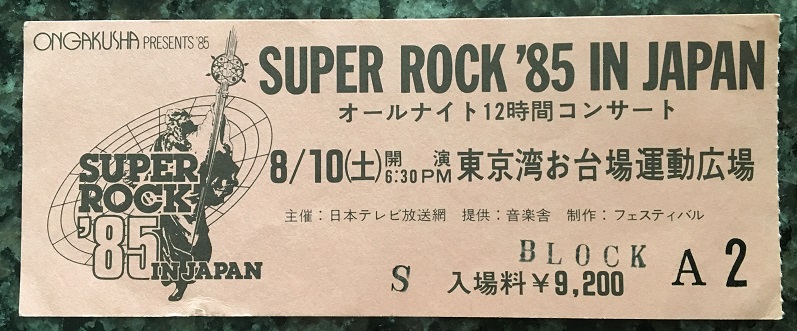 ONGAKUSHA PRESENTS '85
SUPER ROCK '85 IN JAPAN
オールナイト12時間コンサート
8/10(土) 開演 6:30PM 東京湾お台場運動広場
主催：日本テレビ放送網 提供：音楽舎 制作：フェスティバル
SUPER
ROCK
'85
IN JAPAN
S BLOCK A 2
入場料￥9,200